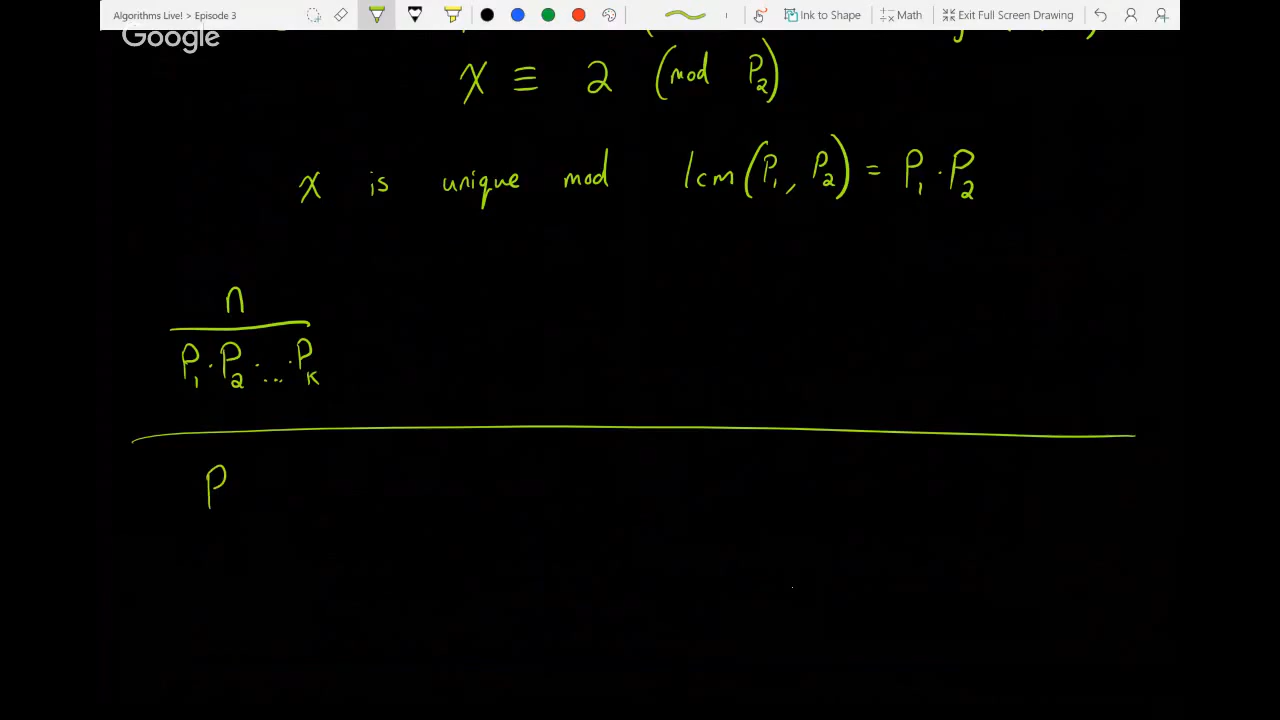 Algorithms Live! > Episode 3 Ink to Shape Math Exit Full Screen Drawing
Google
x ≡ 2 (mod P₂)
x is unique mod lcm(P₁, P₂) = P₁ · P₂
n
P₁ · P₂ · ... · Pₖ
P